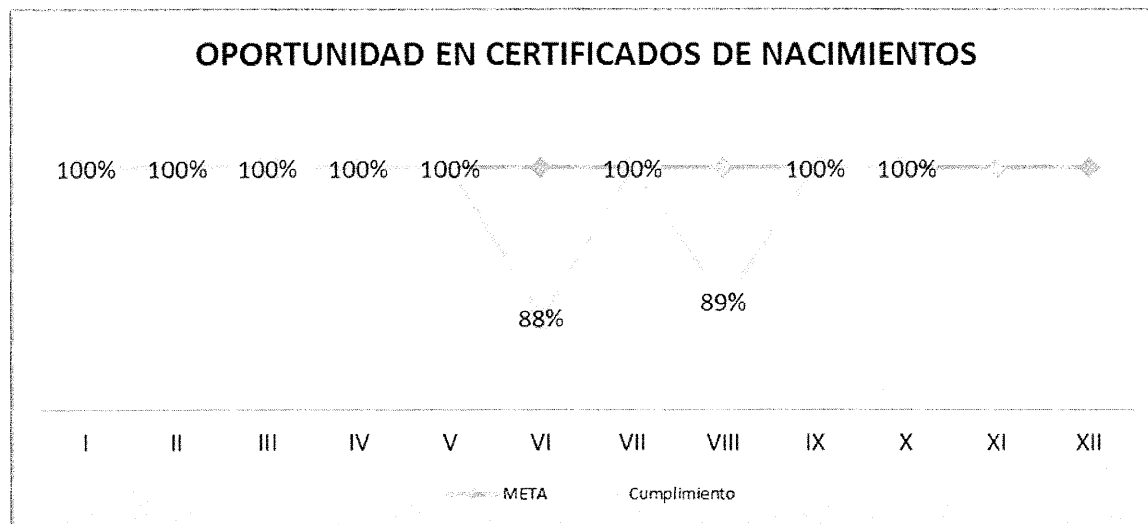 OPORTUNIDAD EN CERTIFICADOS DE NACIMIENTOS
100% 100% 100% 100% 100% 100% 100% 100%
88% 89%
I II III IV V VI VII VIII IX X XI XII
META Cumplimiento